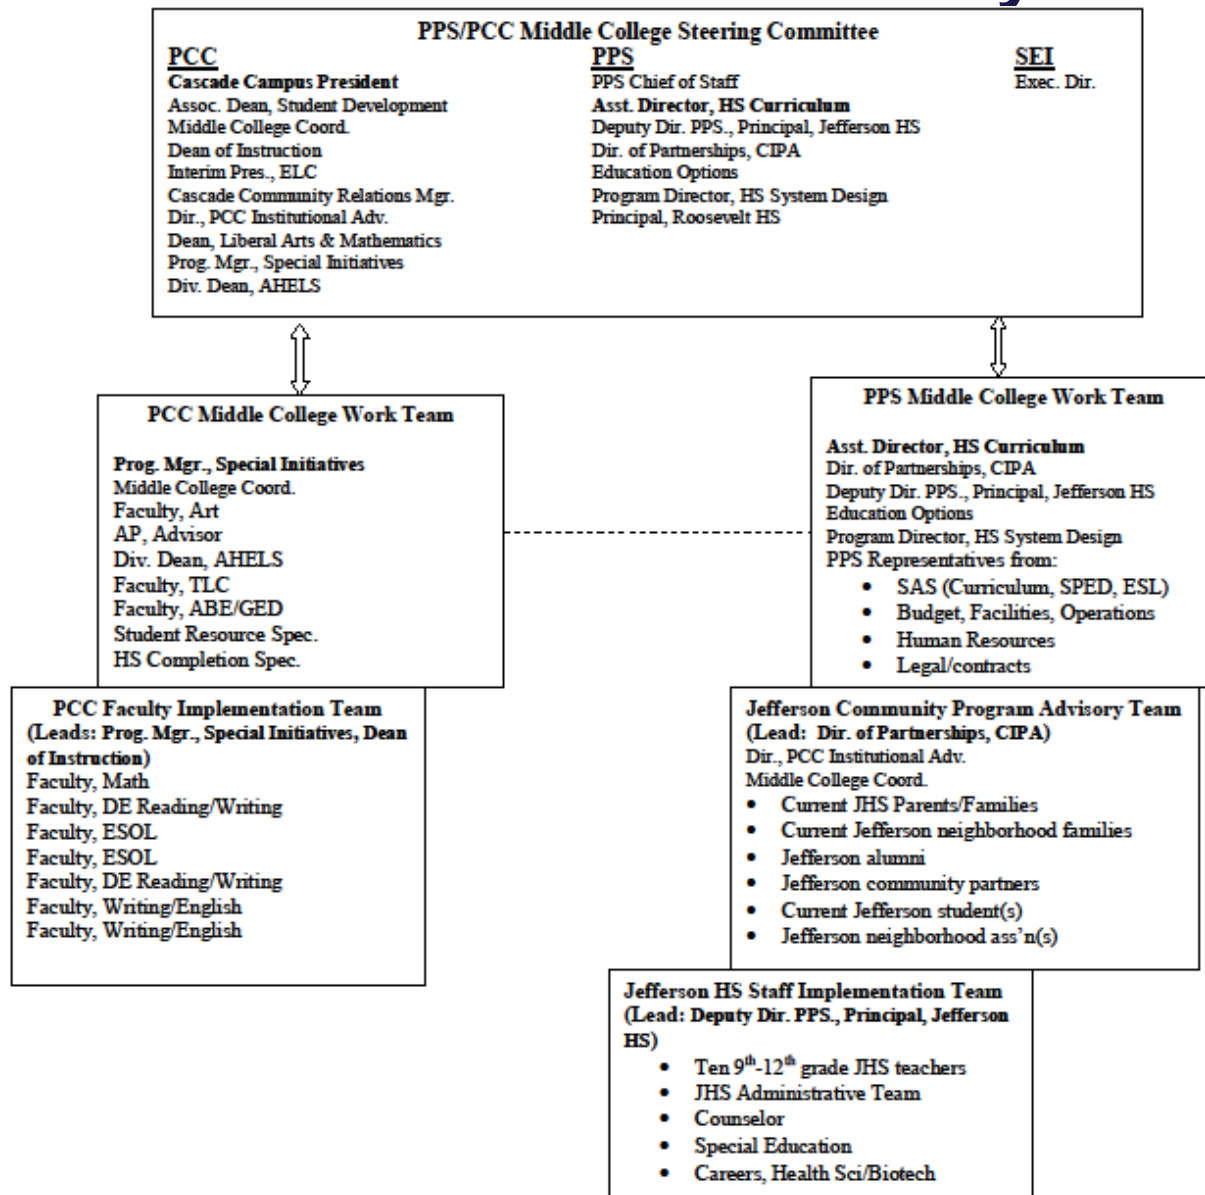 PPS/PCC Middle College Steering Committee
PCC
Cascade Campus President
Assoc. Dean, Student Development
Middle College Coord.
Dean of Instruction
Interim Pres., ELC
Cascade Community Relations Mgr.
Dir., PCC Institutional Adv.
Dean, Liberal Arts & Mathematics
Prog. Mgr., Special Initiatives
Div. Dean, AHELS
PPS
PPS Chief of Staff
Asst. Director, HS Curriculum
Deputy Dir. PPS., Principal, Jefferson HS
Dir. of Partnerships, CIPA
Education Options
Program Director, HS System Design
Principal, Roosevelt HS
SEI
Exec. Dir.
PCC Middle College Work Team
Prog. Mgr., Special Initiatives
Middle College Coord.
Faculty, Art
AP, Advisor
Div. Dean, AHELS
Faculty, TLC
Faculty, ABE/GED
Student Resource Spec.
HS Completion Spec.
PPS Middle College Work Team
Asst. Director, HS Curriculum
Dir. of Partnerships, CIPA
Deputy Dir. PPS., Principal, Jefferson HS
Education Options
Program Director, HS System Design
PPS Representatives from:
• SAS (Curriculum, SPED, ESL)
• Budget, Facilities, Operations
• Human Resources
• Legal/contracts
PCC Faculty Implementation Team
(Leads: Prog. Mgr., Special Initiatives, Dean
of Instruction)
Faculty, Math
Faculty, DE Reading/Writing
Faculty, ESOL
Faculty, ESOL
Faculty, DE Reading/Writing
Faculty, Writing/English
Faculty, Writing/English
Jefferson Community Program Advisory Team
(Lead: Dir. of Partnerships, CIPA)
Dir., PCC Institutional Adv.
Middle College Coord.
• Current JHS Parents/Families
• Current Jefferson neighborhood families
• Jefferson alumni
• Jefferson community partners
• Current Jefferson student(s)
• Jefferson neighborhood ass'n(s)
Jefferson HS Staff Implementation Team
(Lead: Deputy Dir. PPS., Principal, Jefferson
HS)
• Ten 9th-12th grade JHS teachers
• JHS Administrative Team
• Counselor
• Special Education
• Careers, Health Sci/Biotech